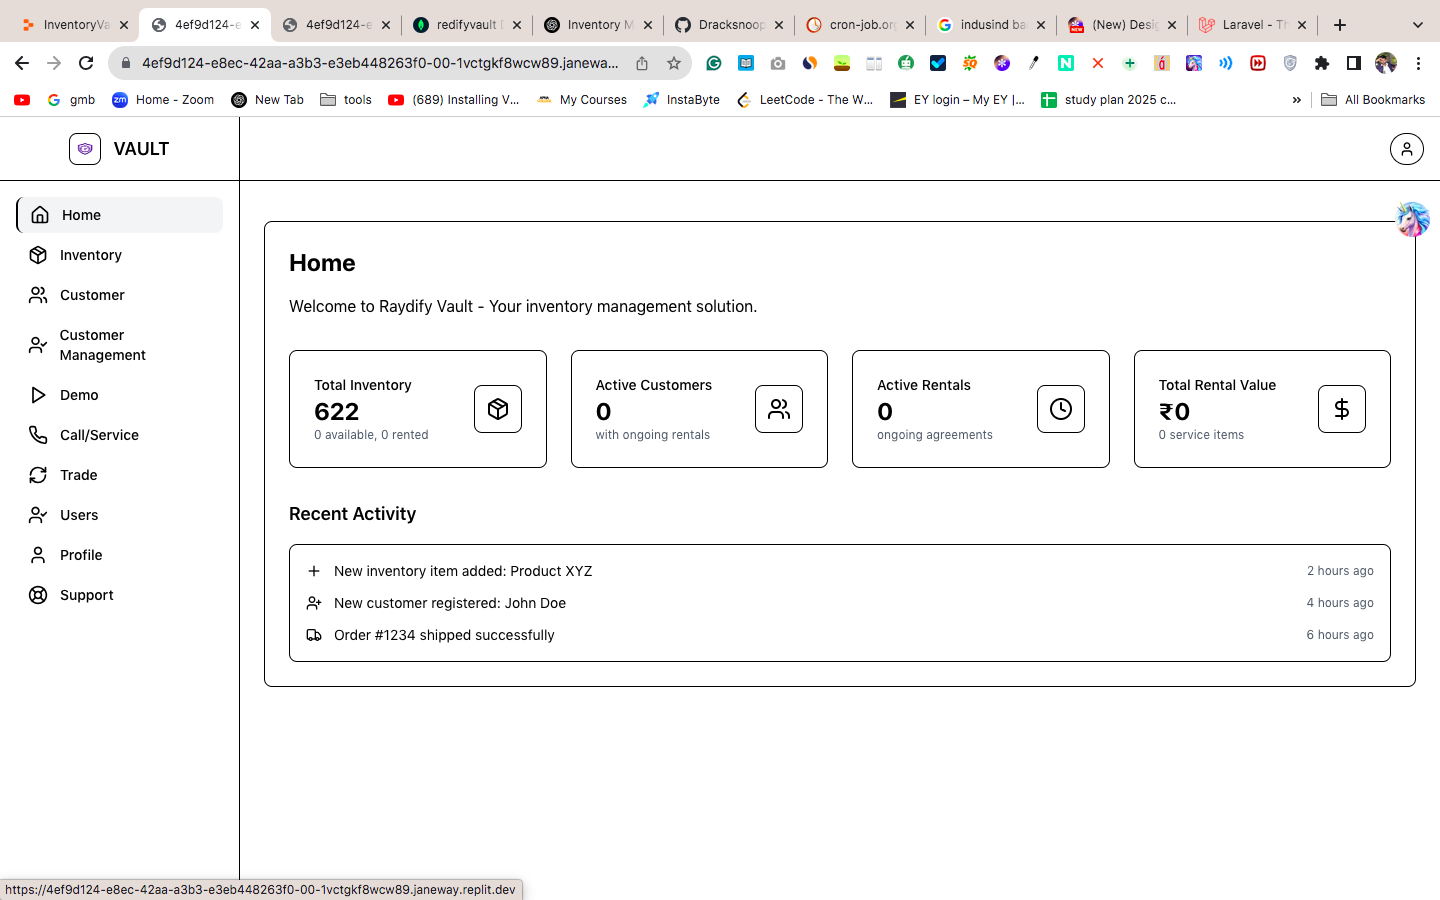 InventoryVa
4ef9d124-e
4ef9d124-e
redifyvault D
Inventory M
Dracksnoop
cron-job.org
indusind ba
(New) Desig
Laravel - Th
4ef9d124-e8ec-42aa-a3b3-e3eb448263f0-00-1vctgkf8wcw89.janewa...
gmb
Home - Zoom
New Tab
tools
(689) Installing V...
My Courses
InstaByte
LeetCode - The W...
EY login – My EY |...
study plan 2025 c...
»
All Bookmarks
VAULT
Home
Inventory
Customer
Customer
Management
Demo
Call/Service
Trade
Users
Profile
Support
Home
Welcome to Raydify Vault - Your inventory management solution.
Total Inventory
622
0 available, 0 rented
Active Customers
0
with ongoing rentals
Active Rentals
0
ongoing agreements
Total Rental Value
₹0
0 service items
Recent Activity
New inventory item added: Product XYZ
2 hours ago
New customer registered: John Doe
4 hours ago
Order #1234 shipped successfully
6 hours ago
https://4ef9d124-e8ec-42aa-a3b3-e3eb448263f0-00-1vctgkf8wcw89.janeway.replit.dev